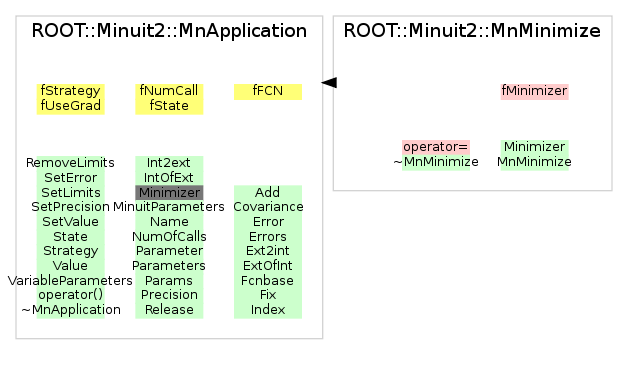 ROOT::Minuit2::MnApplication
fStrategy
fUseGrad
fNumCall
fState
fFCN
RemoveLimits
SetError
SetLimits
SetPrecision
SetValue
State
Strategy
Value
VariableParameters
operator()
~MnApplication
Int2ext
IntOfExt
Minimizer
MinuitParameters
Name
NumOfCalls
Parameter
Parameters
Params
Precision
Release
Add
Covariance
Error
Errors
Ext2int
ExtOfInt
Fcnbase
Fix
Index
ROOT::Minuit2::MnMinimize
fMinimizer
operator=
~MnMinimize
Minimizer
MnMinimize